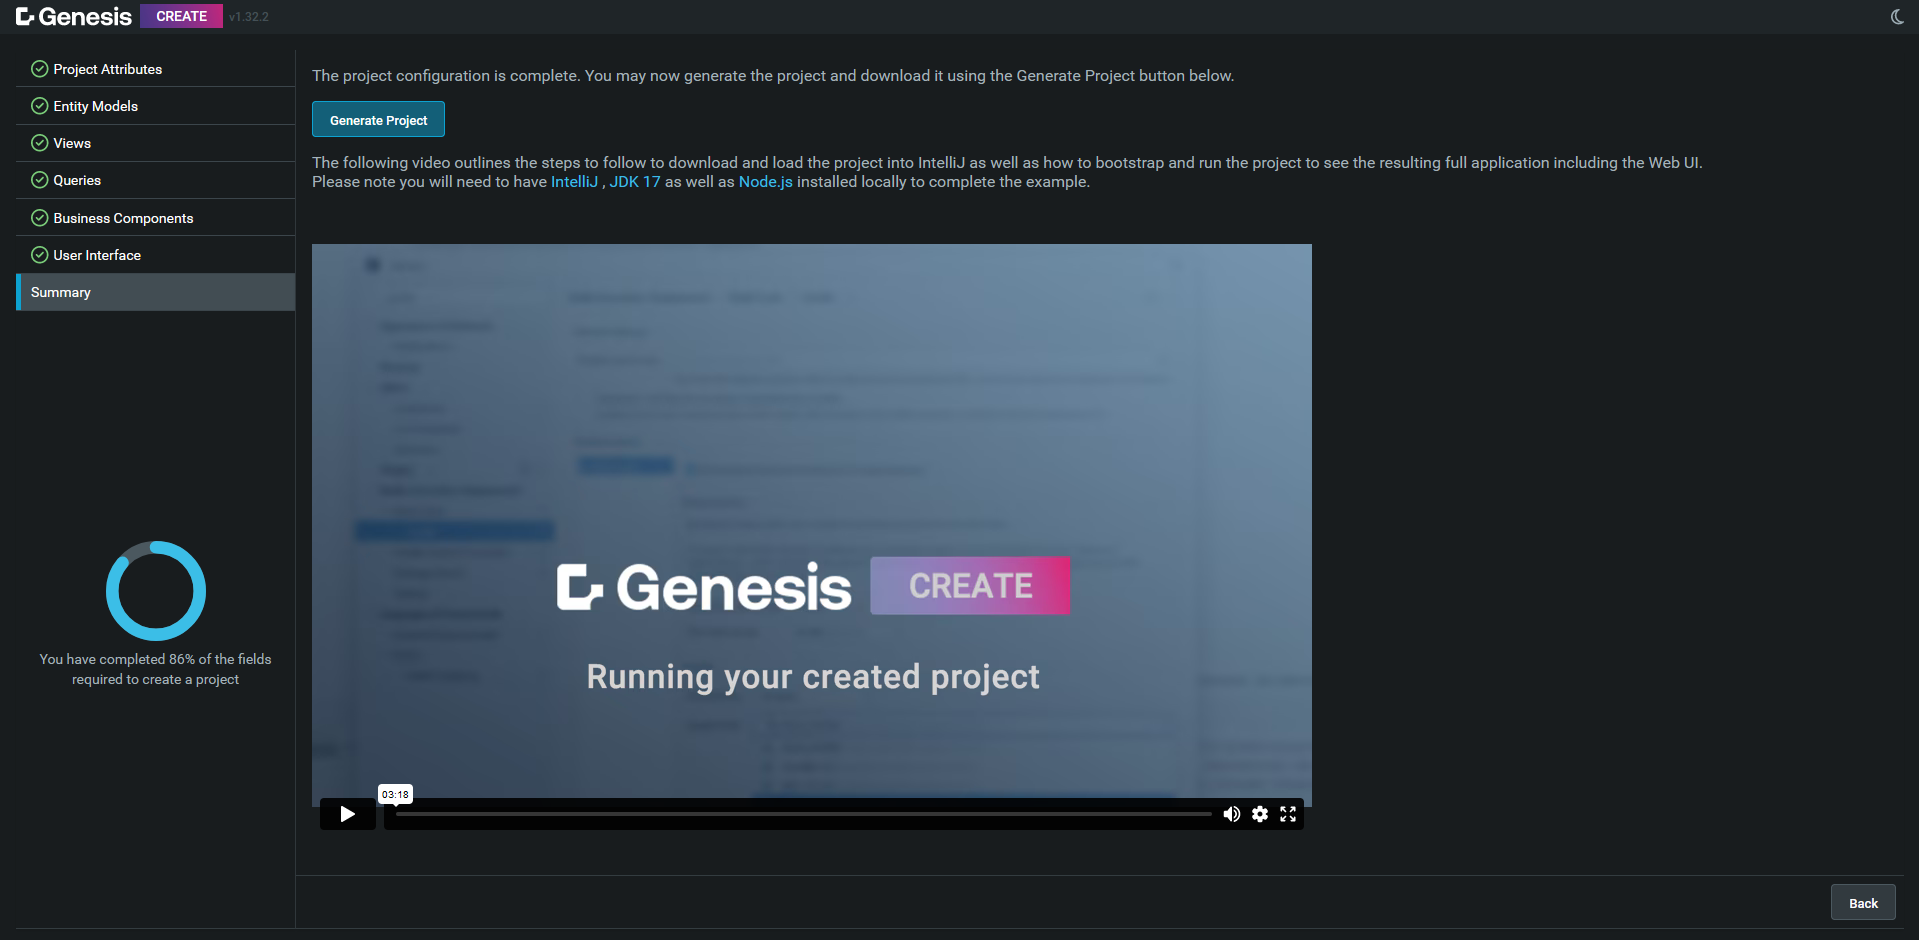 Genesis CREATE v1.32.2
Project Attributes
Entity Models
Views
Queries
Business Components
User Interface
Summary
You have completed 86% of the fields
required to create a project
The project configuration is complete. You may now generate the project and download it using the Generate Project button below.
Generate Project
The following video outlines the steps to follow to download and load the project into IntelliJ as well as how to bootstrap and run the project to see the resulting full application including the Web UI.
Please note you will need to have IntelliJ , JDK 17 as well as Node.js installed locally to complete the example.
Genesis CREATE
Running your created project
03:18
Back